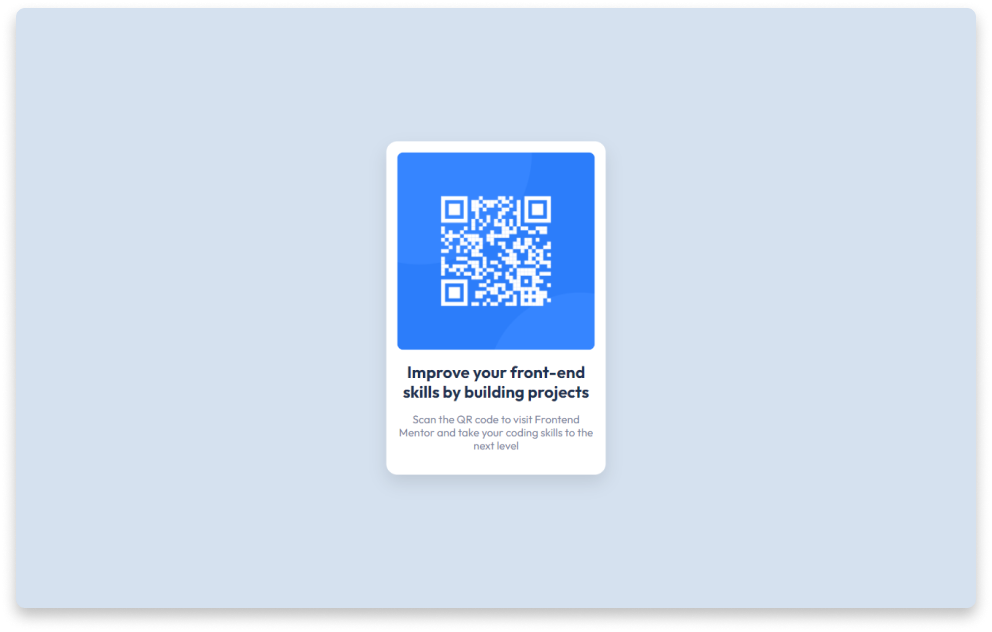 Improve your front-end
skills by building projects
Scan the QR code to visit Frontend
Mentor and take your coding skills to the
next level